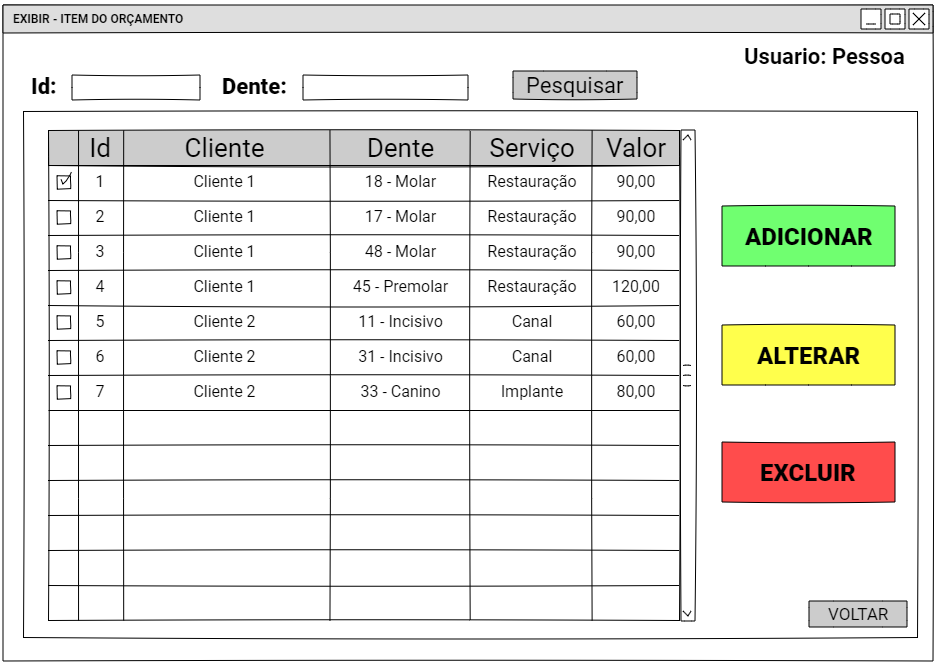 EXIBIR - ITEM DO ORÇAMENTO
Usuario: Pessoa
Id: Dente: Pesquisar
Id Cliente Dente Serviço Valor
1 Cliente 1 18 - Molar Restauração 90,00
2 Cliente 1 17 - Molar Restauração 90,00
3 Cliente 1 48 - Molar Restauração 90,00
4 Cliente 1 45 - Premolar Restauração 120,00
5 Cliente 2 11 - Incisivo Canal 60,00
6 Cliente 2 31 - Incisivo Canal 60,00
7 Cliente 2 33 - Canino Implante 80,00
ADICIONAR
ALTERAR
EXCLUIR
VOLTAR